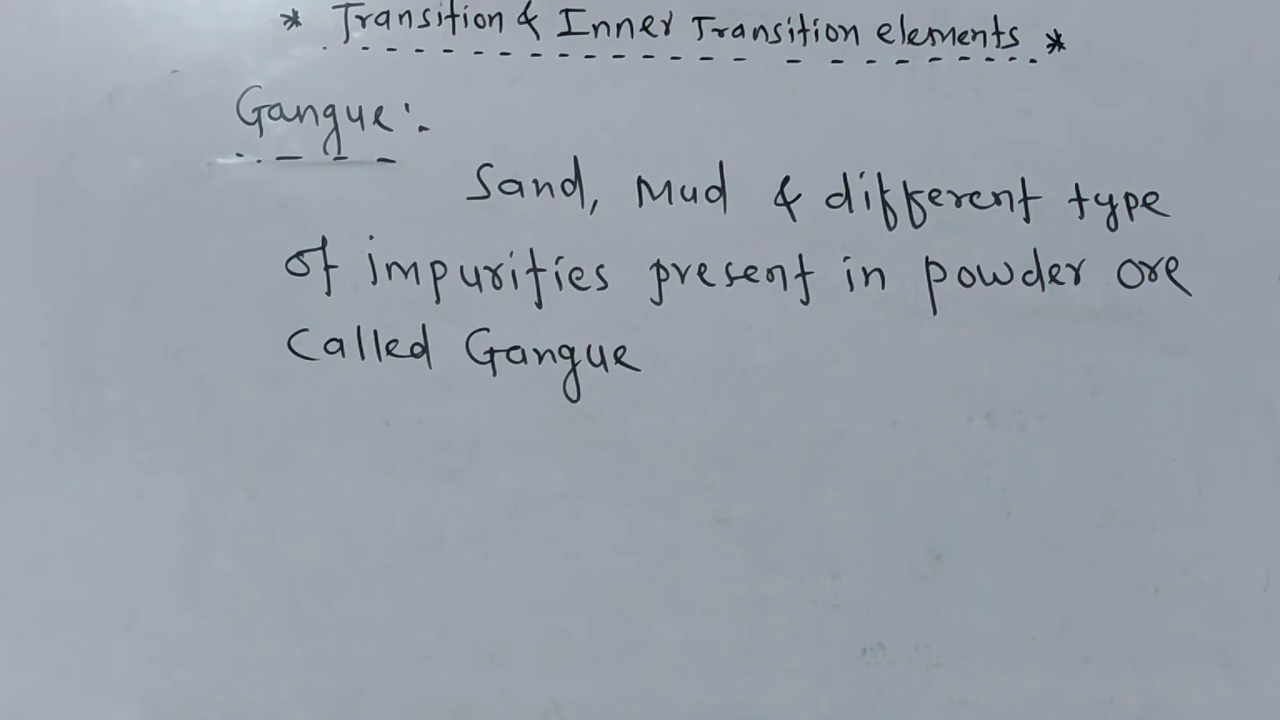 * Transition & Inner Transition elements *
Gangue :-
Sand, Mud & different type
of impurities present in powder ore
Called Gangue